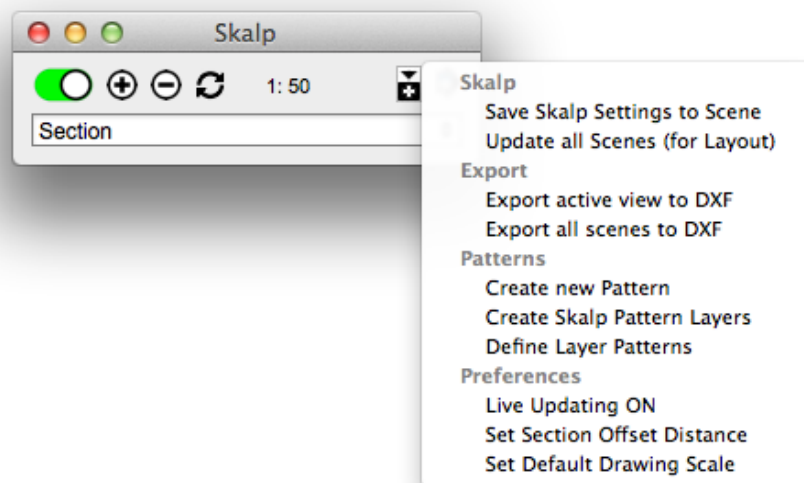 Skalp
1: 50
Section
Skalp
Save Skalp Settings to Scene
Update all Scenes (for Layout)
Export
Export active view to DXF
Export all scenes to DXF
Patterns
Create new Pattern
Create Skalp Pattern Layers
Define Layer Patterns
Preferences
Live Updating ON
Set Section Offset Distance
Set Default Drawing Scale